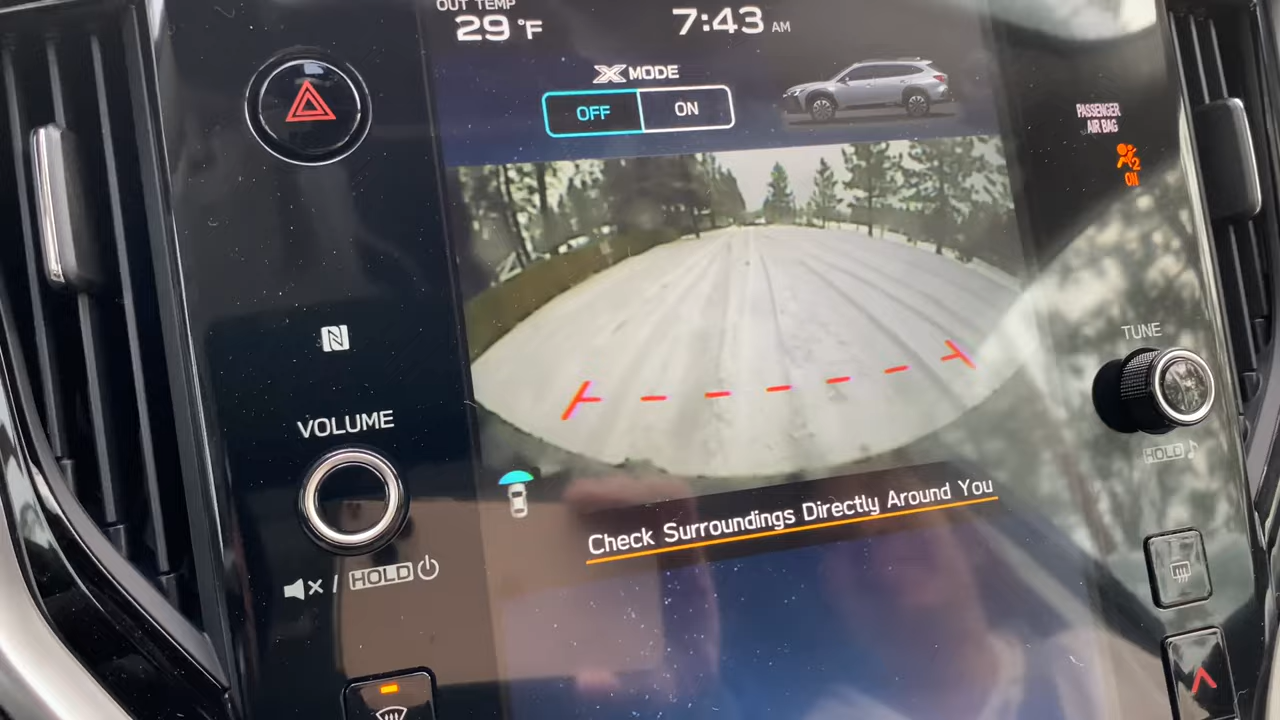 OUT TEMP
29 °F
7:43 AM
X MODE
OFF
ON
PASSENGER
AIR BAG
2
ON
N
VOLUME
TUNE
HOLD
Check Surroundings Directly Around You
/ HOLD